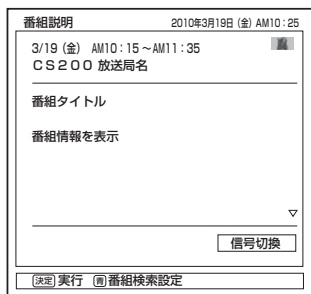 番組説明 2010年3月19日 (金) AM10：25
3/19 (金) AM10：15～AM11：35
CS200 放送局名
番組タイトル
番組情報を表示
信号切換
決定 実行 青 番組検索設定